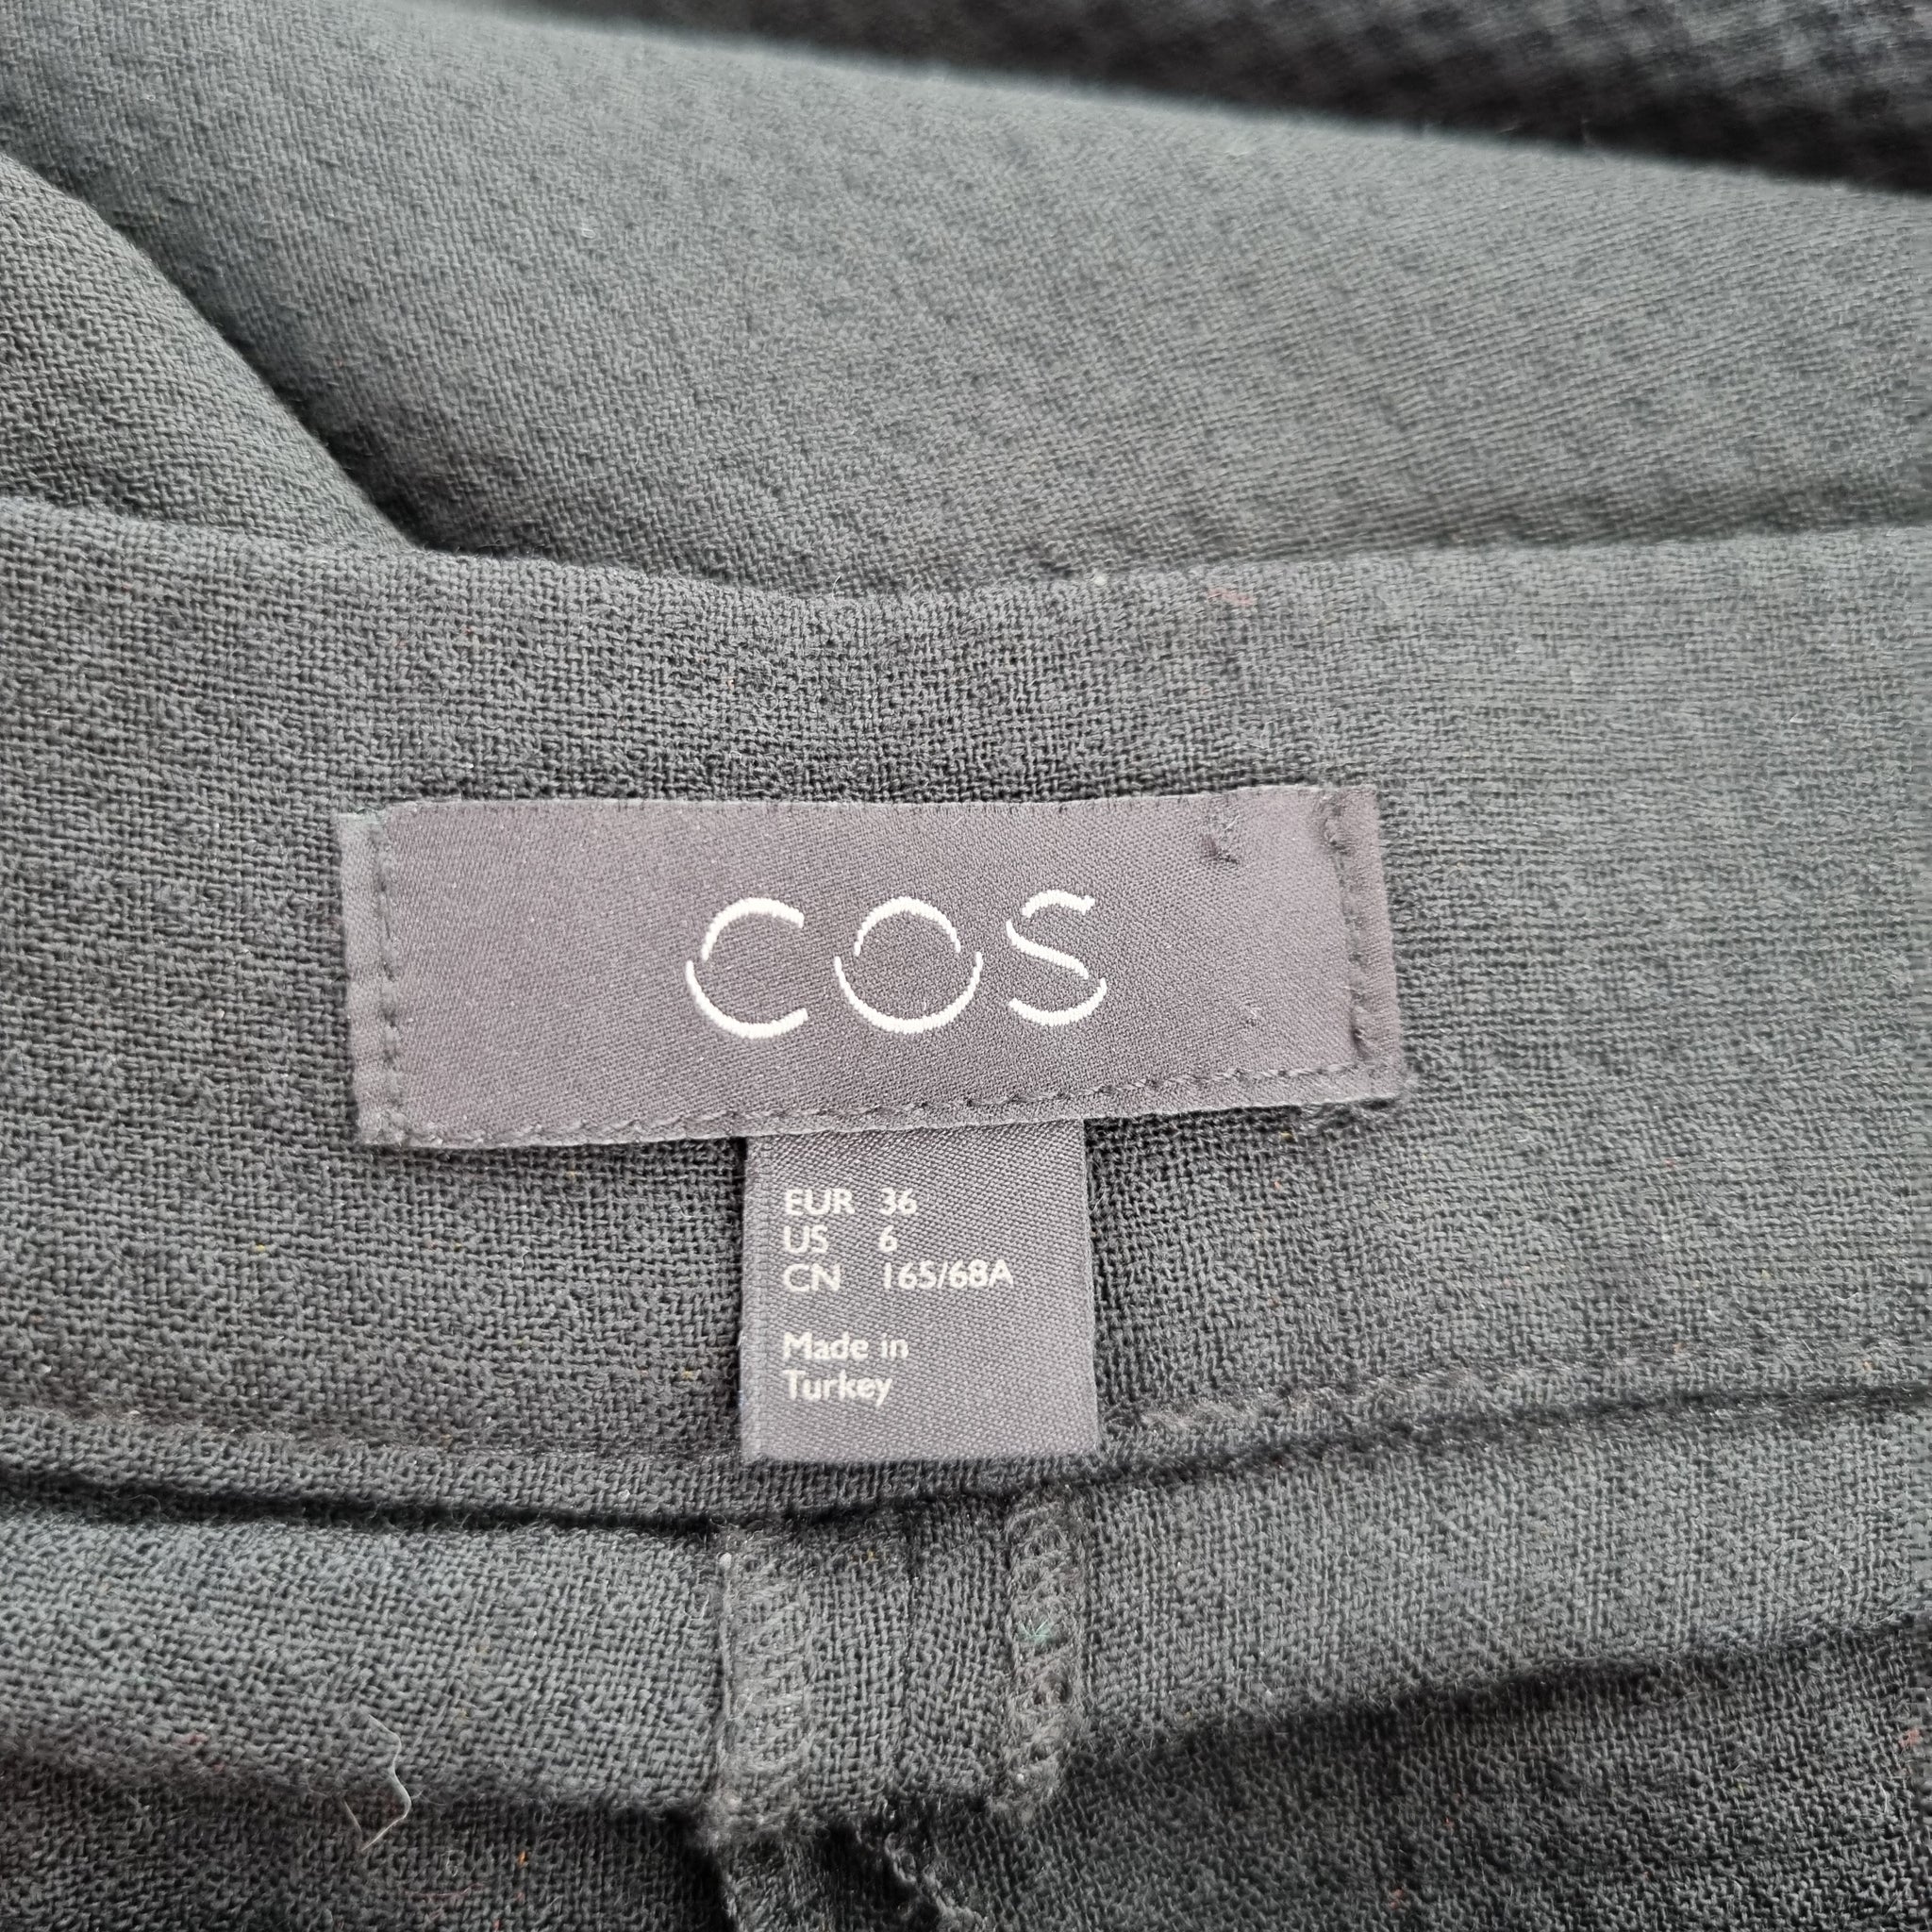 COS
EUR 36
US 6
CN 165/68A
Made in
Turkey